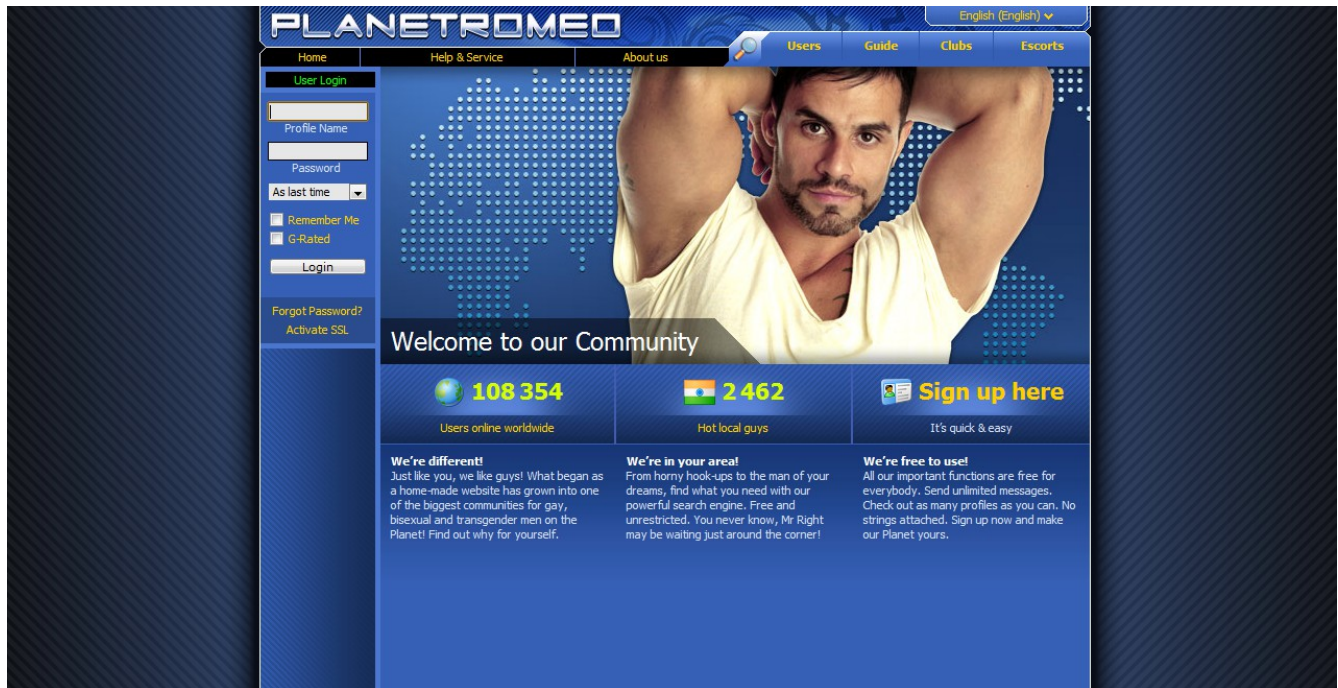 PLANETROMEO
English (English)
Users
Guide
Clubs
Escorts
Home
Help & Service
About us
User Login
Profile Name
Password
As last time
Remember Me
G-Rated
Login
Forgot Password?
Activate SSL
Welcome to our Community
108 354
Users online worldwide
2 462
Hot local guys
Sign up here
It's quick & easy
We're different!
Just like you, we like guys! What began as
a home-made website has grown into one
of the biggest communities for gay,
bisexual and transgender men on the
Planet! Find out why for yourself.
We're in your area!
From horny hook-ups to the man of your
dreams, find what you need with our
powerful search engine. Free and
unrestricted. You never know, Mr Right
may be waiting just around the corner!
We're free to use!
All our important functions are free for
everybody. Send unlimited messages.
Check out as many profiles as you can. No
strings attached. Sign up now and make
our Planet yours.